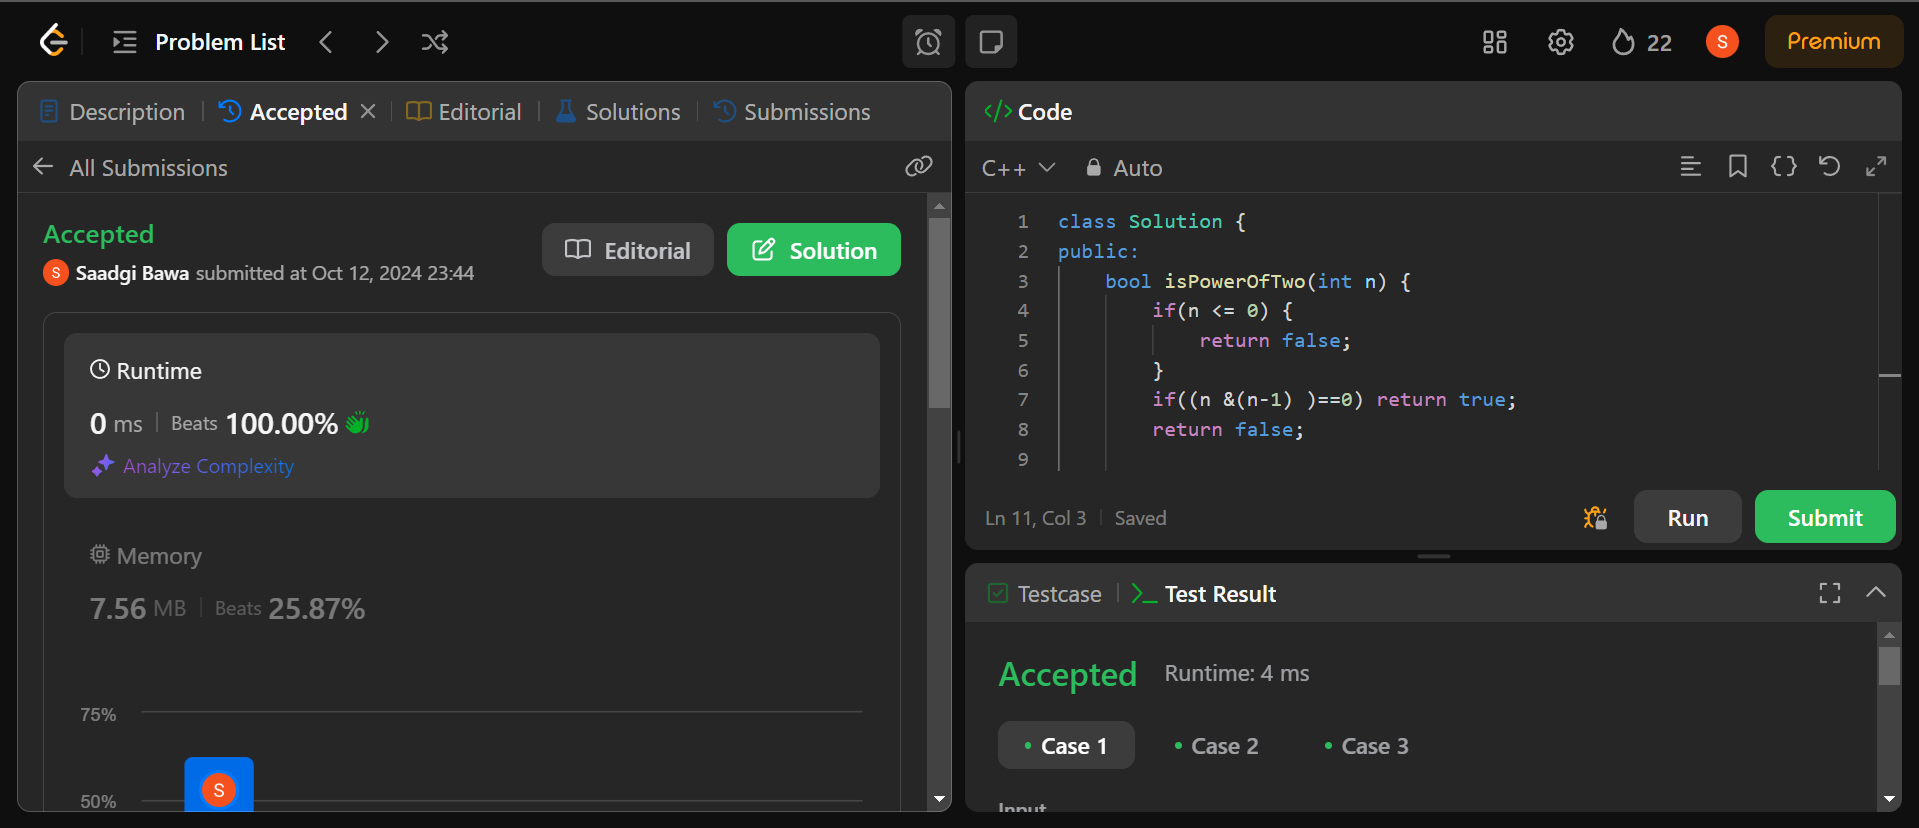 Problem List
22
S
Premium
Description
Accepted
Editorial
Solutions
Submissions
All Submissions
Accepted
Editorial
Solution
S
Saadgi Bawa submitted at Oct 12, 2024 23:44
Runtime
0 ms
Beats 100.00%
Analyze Complexity
Memory
7.56 MB
Beats 25.87%
75%
50%
S
</> Code
C++
Auto
1 class Solution {
2 public:
3 bool isPowerOfTwo(int n) {
4 if(n <= 0) {
5 return false;
6 }
7 if((n &(n-1) )==0) return true;
8 return false;
9
Ln 11, Col 3
Saved
Run
Submit
Testcase
Test Result
Accepted
Runtime: 4 ms
Case 1
Case 2
Case 3
Input